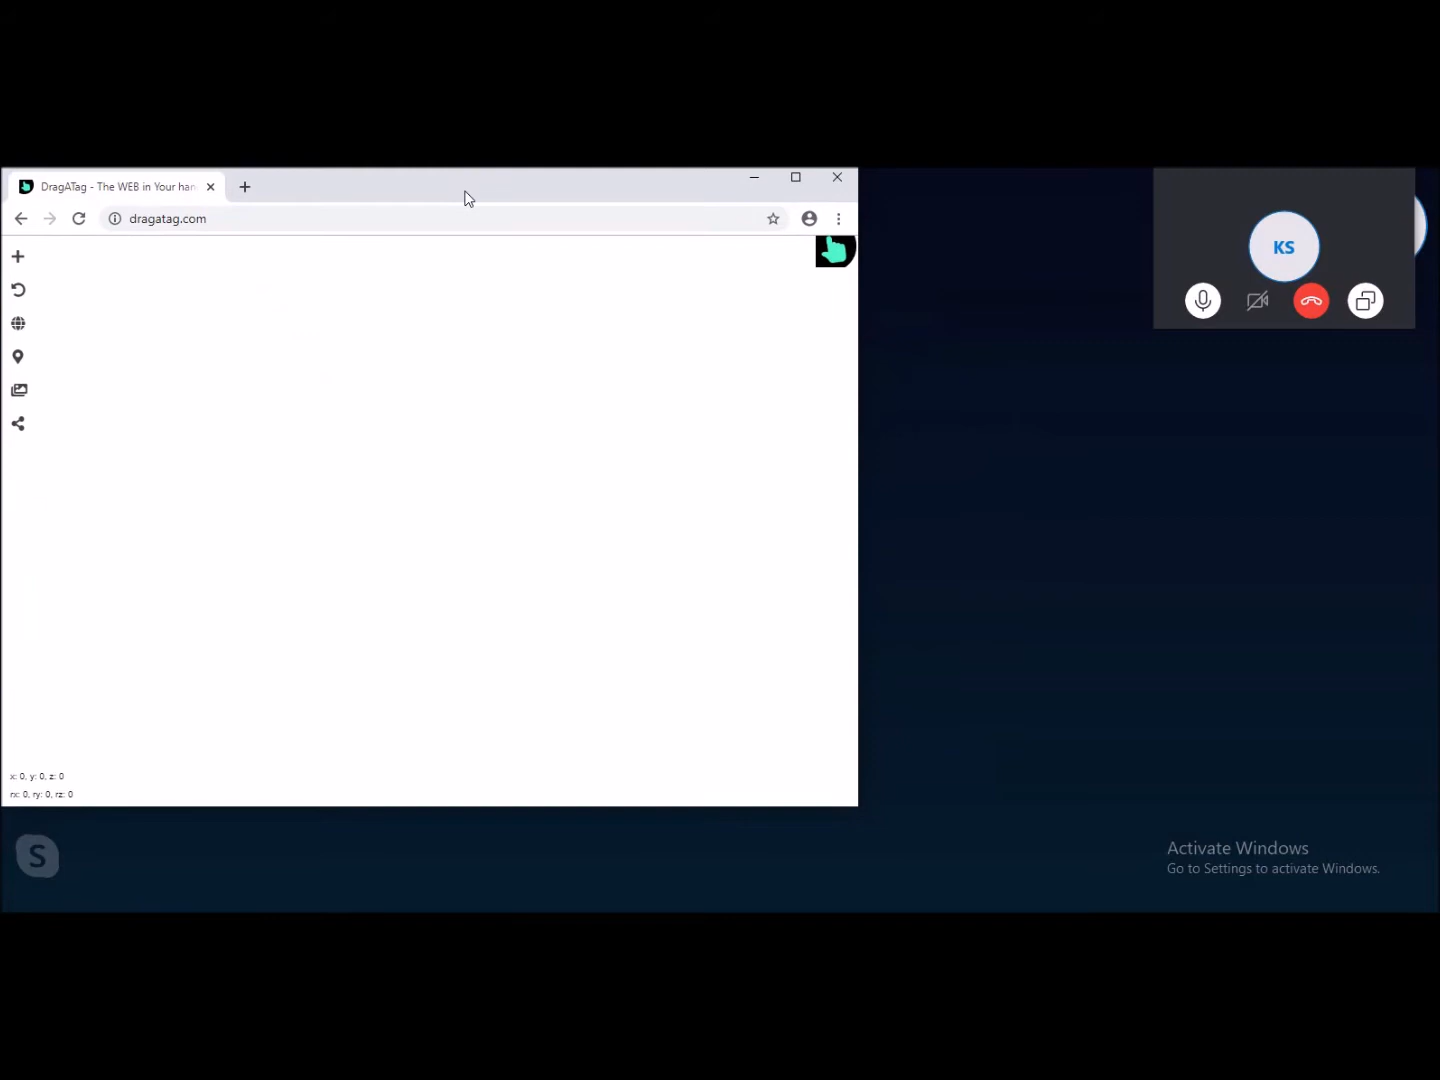 DragATag - The WEB in Your han
dragatag.com
KS
x: 0, y: 0, z: 0
rx: 0, ry: 0, rz: 0
S
Activate Windows
Go to Settings to activate Windows.